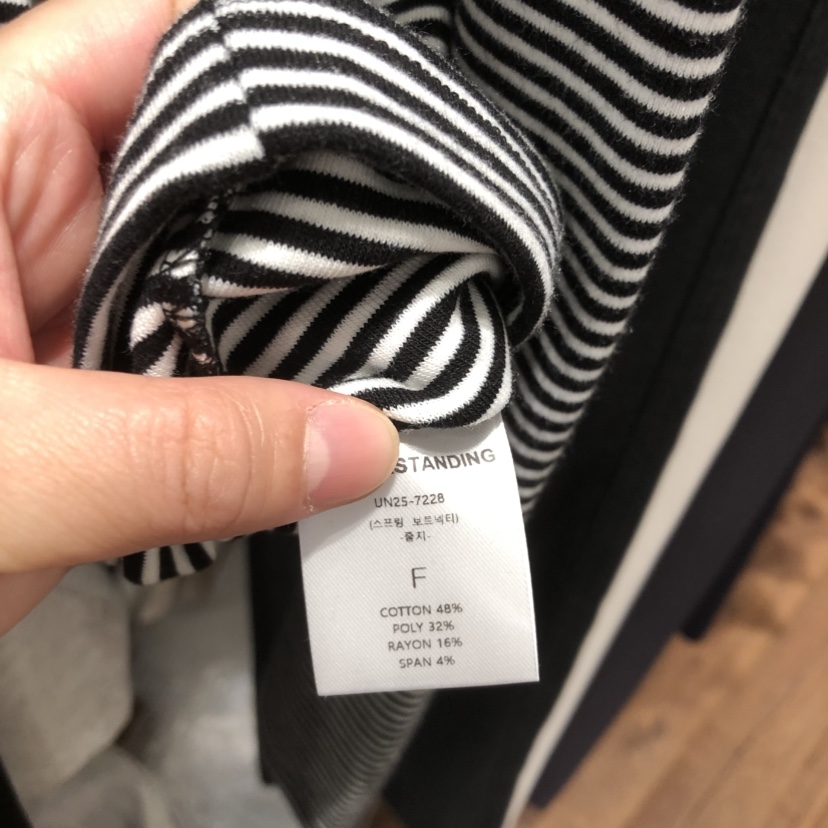 STANDING
UN25-7228
(스프링 보트넥티)
-줄지-
F
COTTON 48%
POLY 32%
RAYON 16%
SPAN 4%